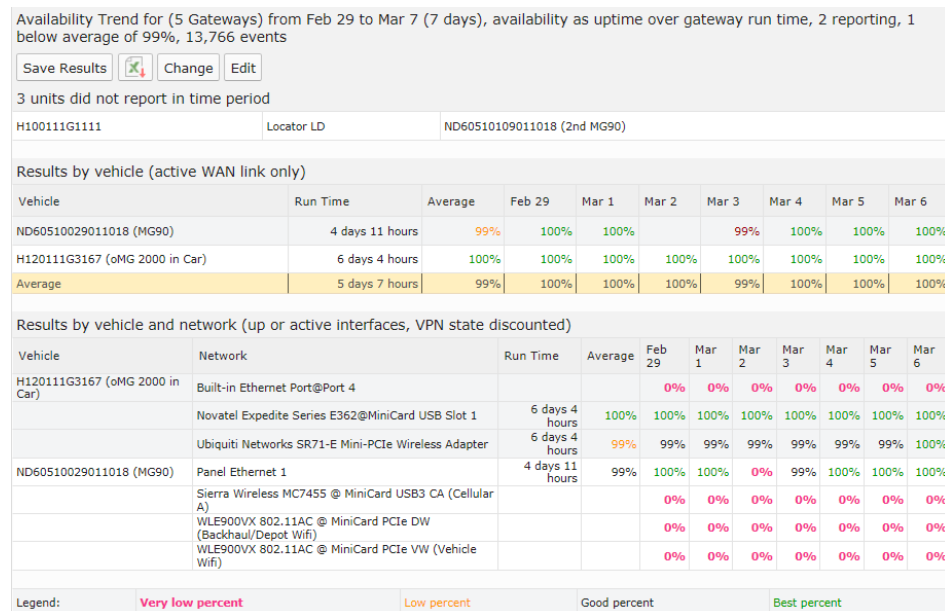 Availability Trend for (5 Gateways) from Feb 29 to Mar 7 (7 days), availability as uptime over gateway run time, 2 reporting, 1
below average of 99%, 13,766 events
Save Results Change Edit
3 units did not report in time period
H100111G1111 Locator LD ND60510109011018 (2nd MG90)
Results by vehicle (active WAN link only)
Vehicle Run Time Average Feb 29 Mar 1 Mar 2 Mar 3 Mar 4 Mar 5 Mar 6
ND60510029011018 (MG90) 4 days 11 hours 99% 100% 100% 99% 100% 100% 100%
H120111G3167 (oMG 2000 in Car) 6 days 4 hours 100% 100% 100% 100% 100% 100% 100% 100%
Average 5 days 7 hours 99% 100% 100% 100% 99% 100% 100% 100%
Results by vehicle and network (up or active interfaces, VPN state discounted)
Vehicle Network Run Time Average Feb 29 Mar 1 Mar 2 Mar 3 Mar 4 Mar 5 Mar 6
H120111G3167 (oMG 2000 in
Car) Built-in Ethernet Port@Port 4 0% 0% 0% 0% 0% 0% 0%
Novatel Expedite Series E362@MiniCard USB Slot 1 6 days 4 hours 100% 100% 100% 100% 100% 100% 100% 100%
Ubiquiti Networks SR71-E Mini-PCIe Wireless Adapter 6 days 4 hours 99% 99% 99% 99% 99% 99% 99% 100%
ND60510029011018 (MG90) Panel Ethernet 1 4 days 11 hours 99% 100% 100% 0% 99% 100% 100% 100%
Sierra Wireless MC7455 @ MiniCard USB3 CA (Cellular
A) 0% 0% 0% 0% 0% 0% 0%
WLE900VX 802.11AC @ MiniCard PCIe DW
(Backhaul/Depot Wifi) 0% 0% 0% 0% 0% 0% 0%
WLE900VX 802.11AC @ MiniCard PCIe VW (Vehicle
Wifi) 0% 0% 0% 0% 0% 0% 0%
Legend: Very low percent Low percent Good percent Best percent